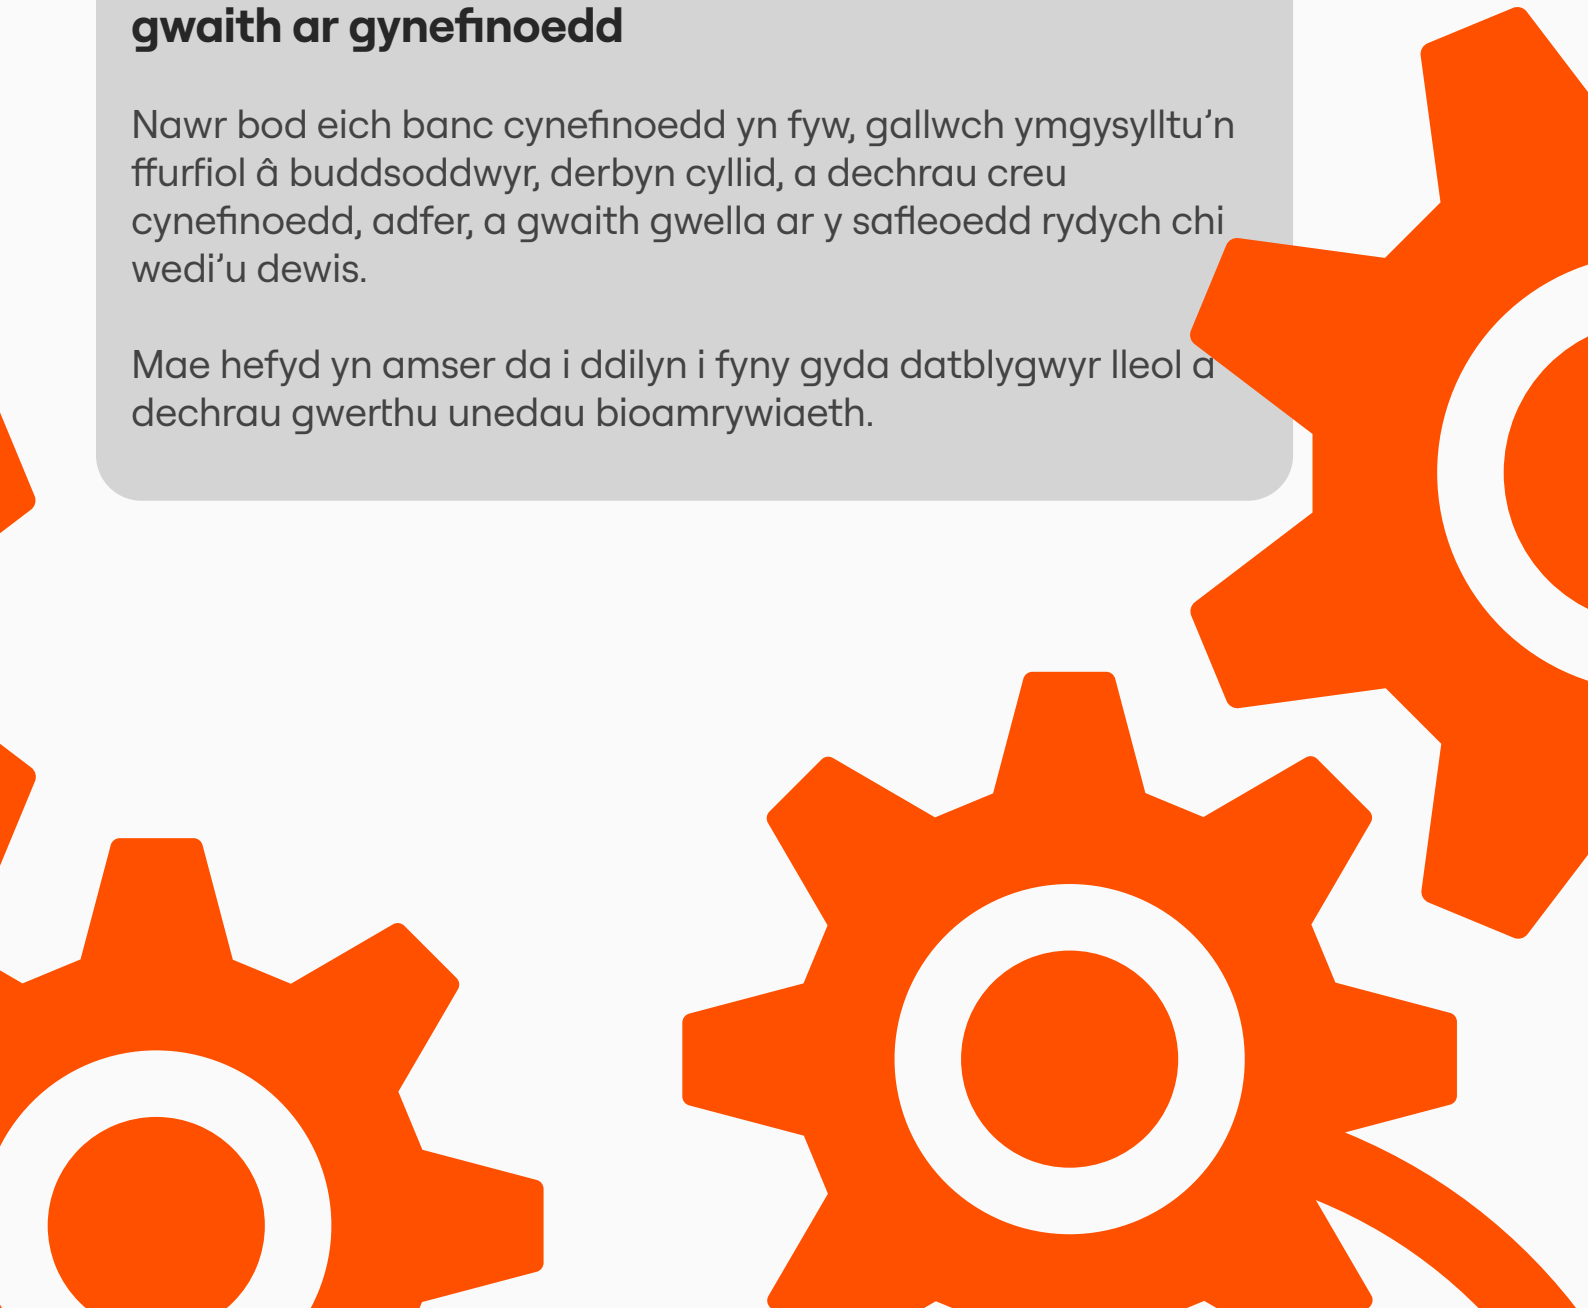 gwaith ar gynefinoedd
Nawr bod eich banc cynefinoedd yn fyw, gallwch ymgysylltu’n
ffurfiol â buddsoddwyr, derbyn cyllid, a dechrau creu
cynefinoedd, adfer, a gwaith gwella ar y safleoedd rydych chi
wedi’u dewis.
Mae hefyd yn amser da i ddilyn i fyny gyda datblygwyr lleol a
dechrau gwerthu unedau bioamrywiaeth.